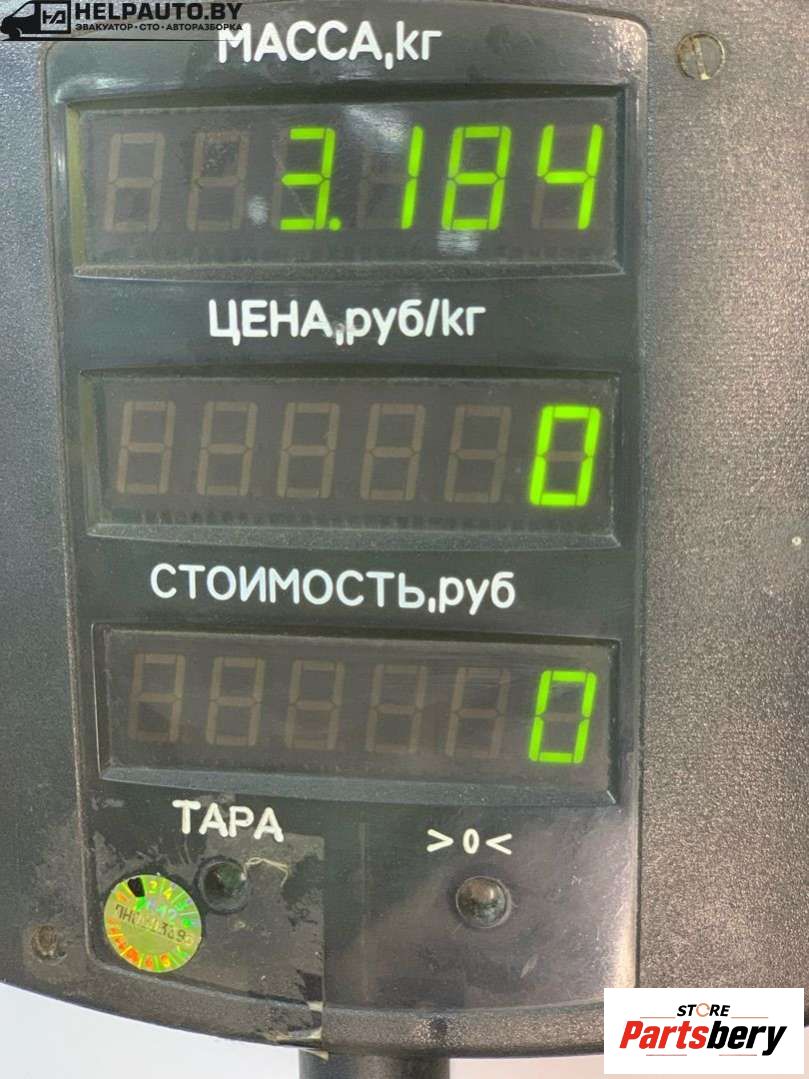 HELPAUTO.BY
ЭВАКУАТОР • СТО • АВТОРАЗБОРКА
МАССА,кг
3.184
ЦЕНА,руб/кг
0
СТОИМОСТЬ,руб
0
ТАРА
>0<
STORE
Partsbery